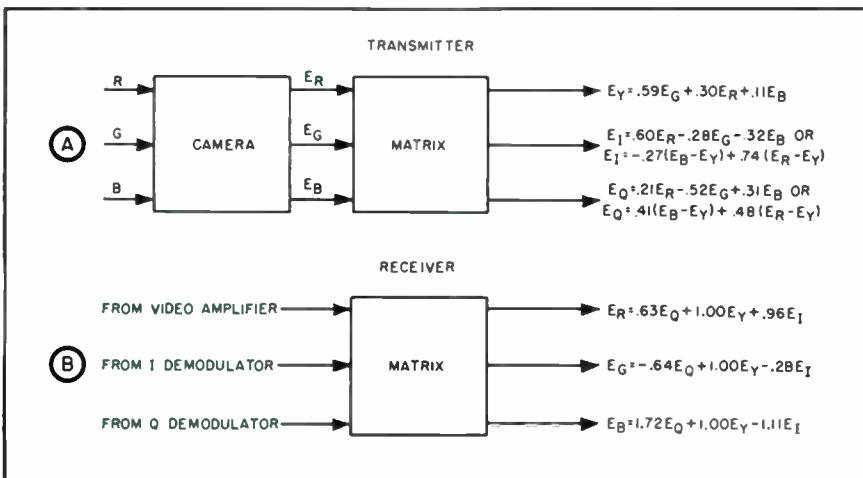 TRANSMITTER
R
E_R
E_Y=.59E_G+.30E_R+.11E_B
A
G
CAMERA
E_G
MATRIX
E_I=.60E_R-.28E_G-.32E_B OR
E_I=-.27(E_B-E_Y)+.74(E_R-E_Y)
B
E_B
E_Q=.21E_R-.52E_G+.31E_B OR
E_Q=.41(E_B-E_Y)+.48(E_R-E_Y)
RECEIVER
FROM VIDEO AMPLIFIER
E_R=.63E_Q+1.00E_Y+.96E_I
B
FROM I DEMODULATOR
MATRIX
E_G=-.64E_Q+1.00E_Y-.28E_I
FROM Q DEMODULATOR
E_B=1.72E_Q+1.00E_Y-1.11E_I